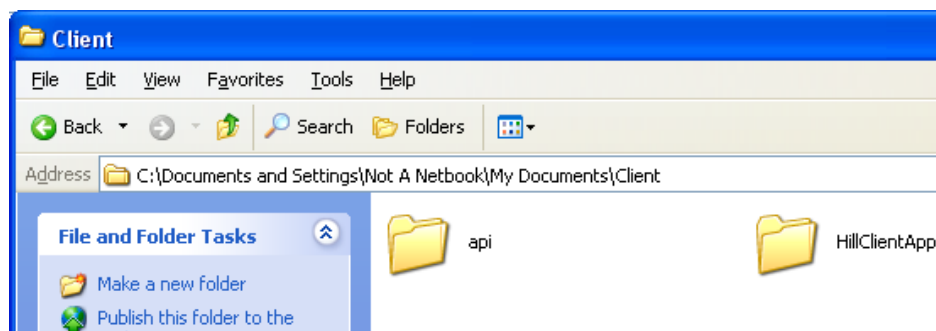 Client
File Edit View Favorites Tools Help
Back Search Folders
Address C:\Documents and Settings\Not A Netbook\My Documents\Client
File and Folder Tasks
Make a new folder
Publish this folder to the
api
HillClientApp